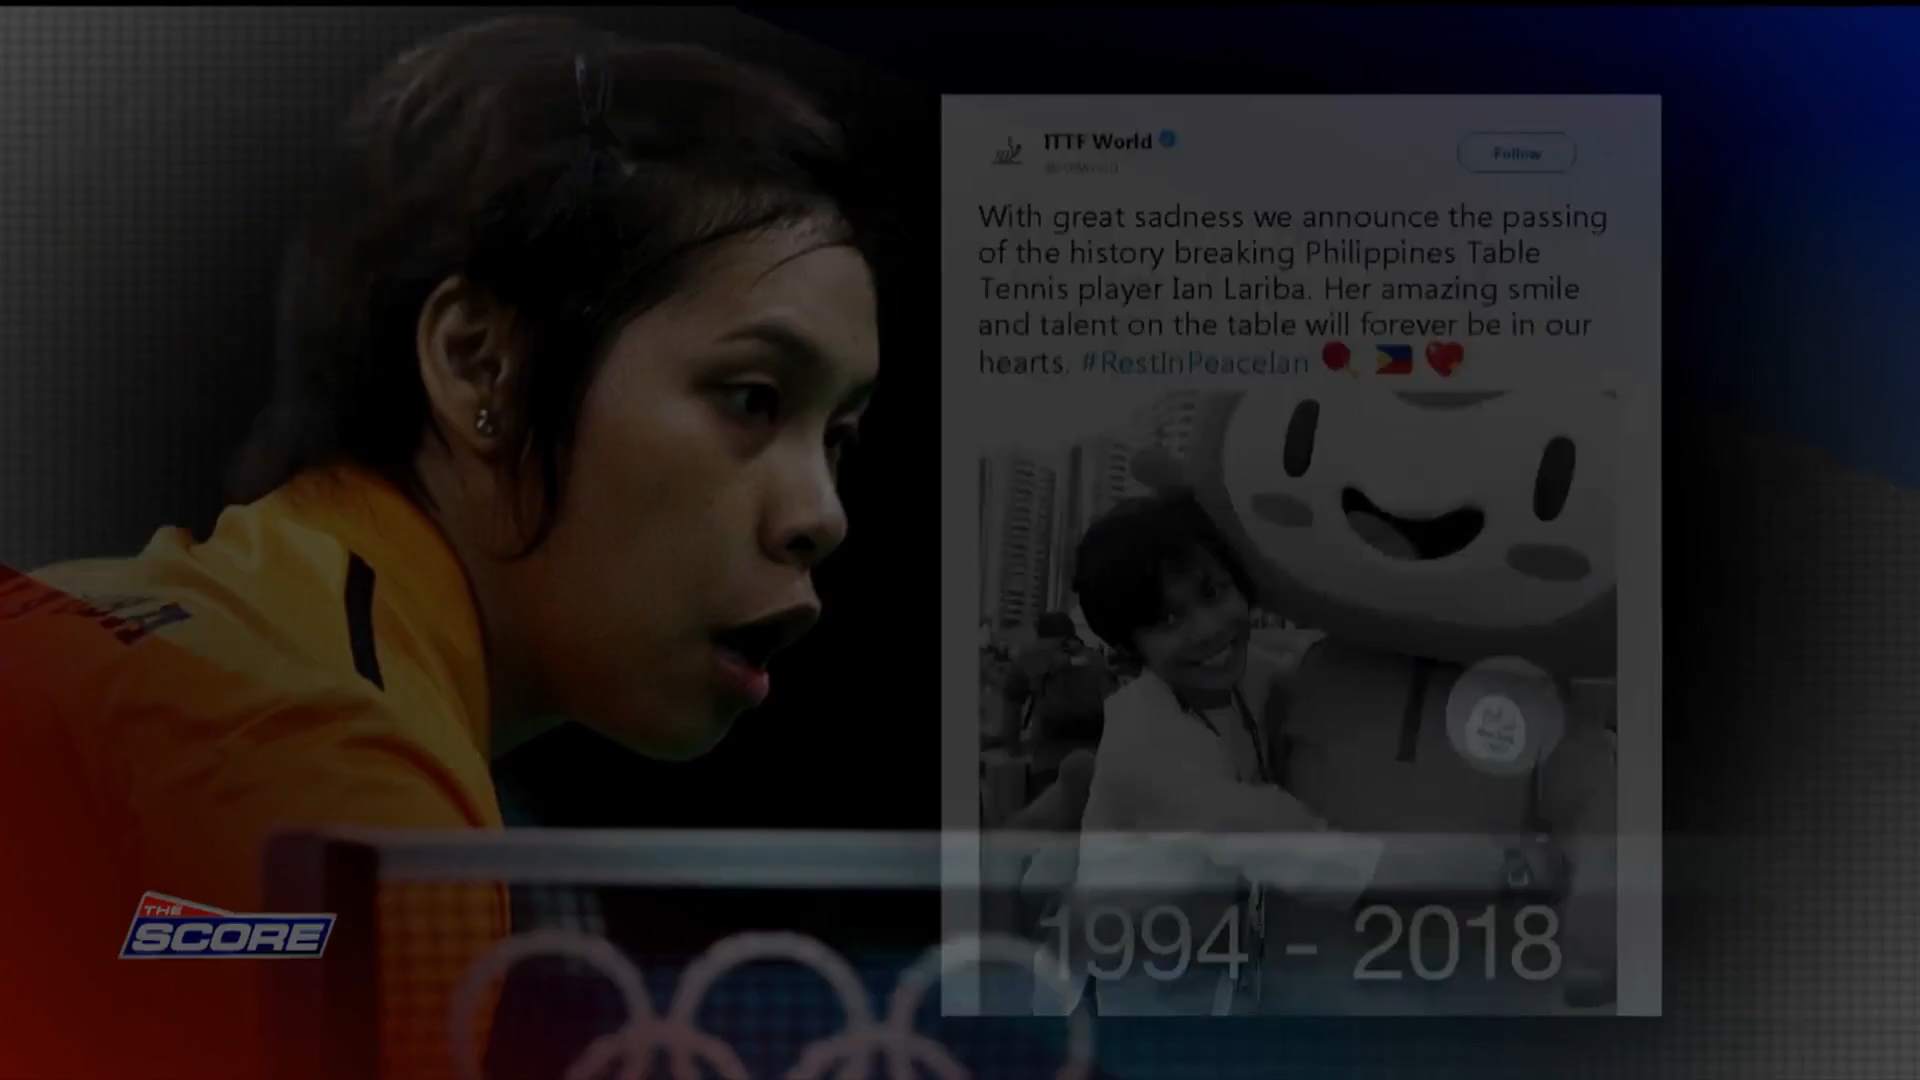 ITTF World
Follow
With great sadness we announce the passing
of the history breaking Philippines Table
Tennis player Ian Lariba. Her amazing smile
and talent on the table will forever be in our
hearts. #RestInPeaceIan
1994 - 2018
THE
SCORE